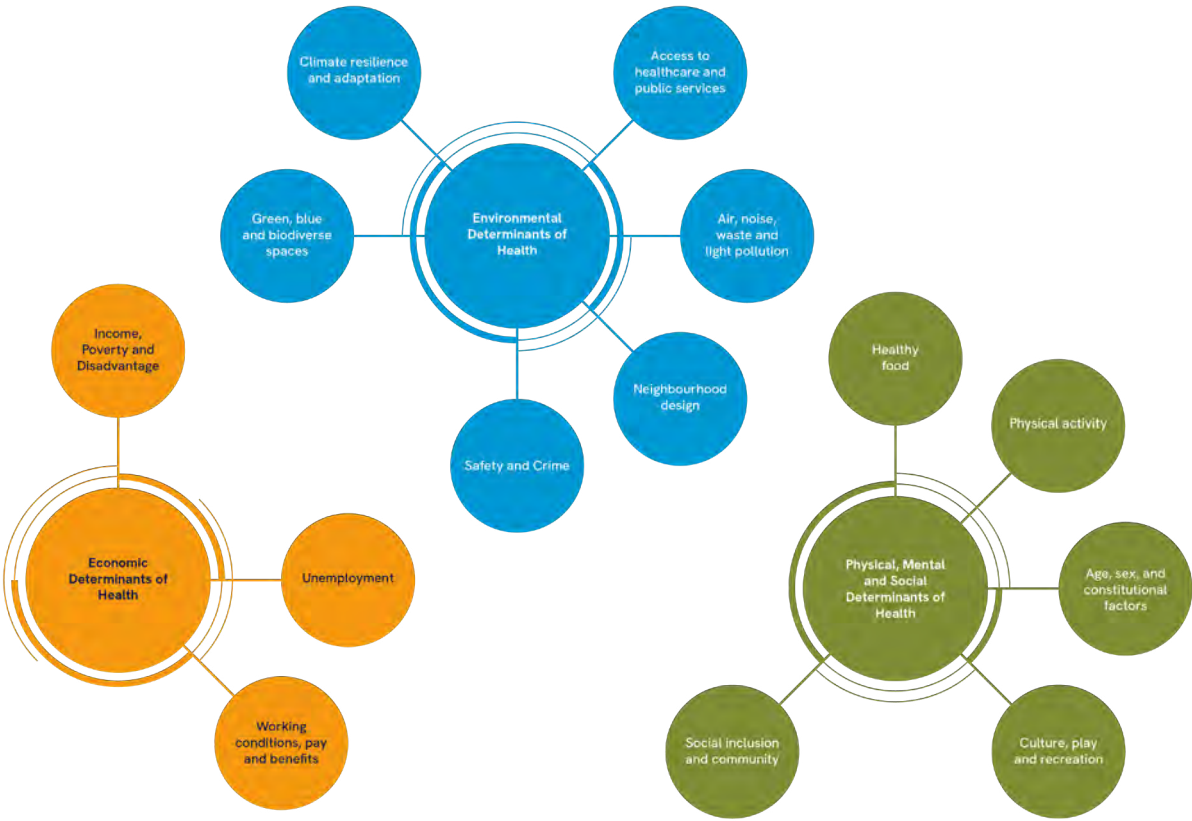 Climate resilience
and adaptation
Access to
healthcare and
public services
Green, blue
and biodiverse
spaces
Environmental
Determinants of
Health
Air, noise,
waste and
light pollution
Neighbourhood
design
Safety and Crime
Income,
Poverty and
Disadvantage
Economic
Determinants of
Health
Unemployment
Working
conditions, pay
and benefits
Healthy
food
Physical activity
Physical, Mental
and Social
Determinants of
Health
Age, sex, and
constitutional
factors
Social inclusion
and community
Culture, play
and recreation